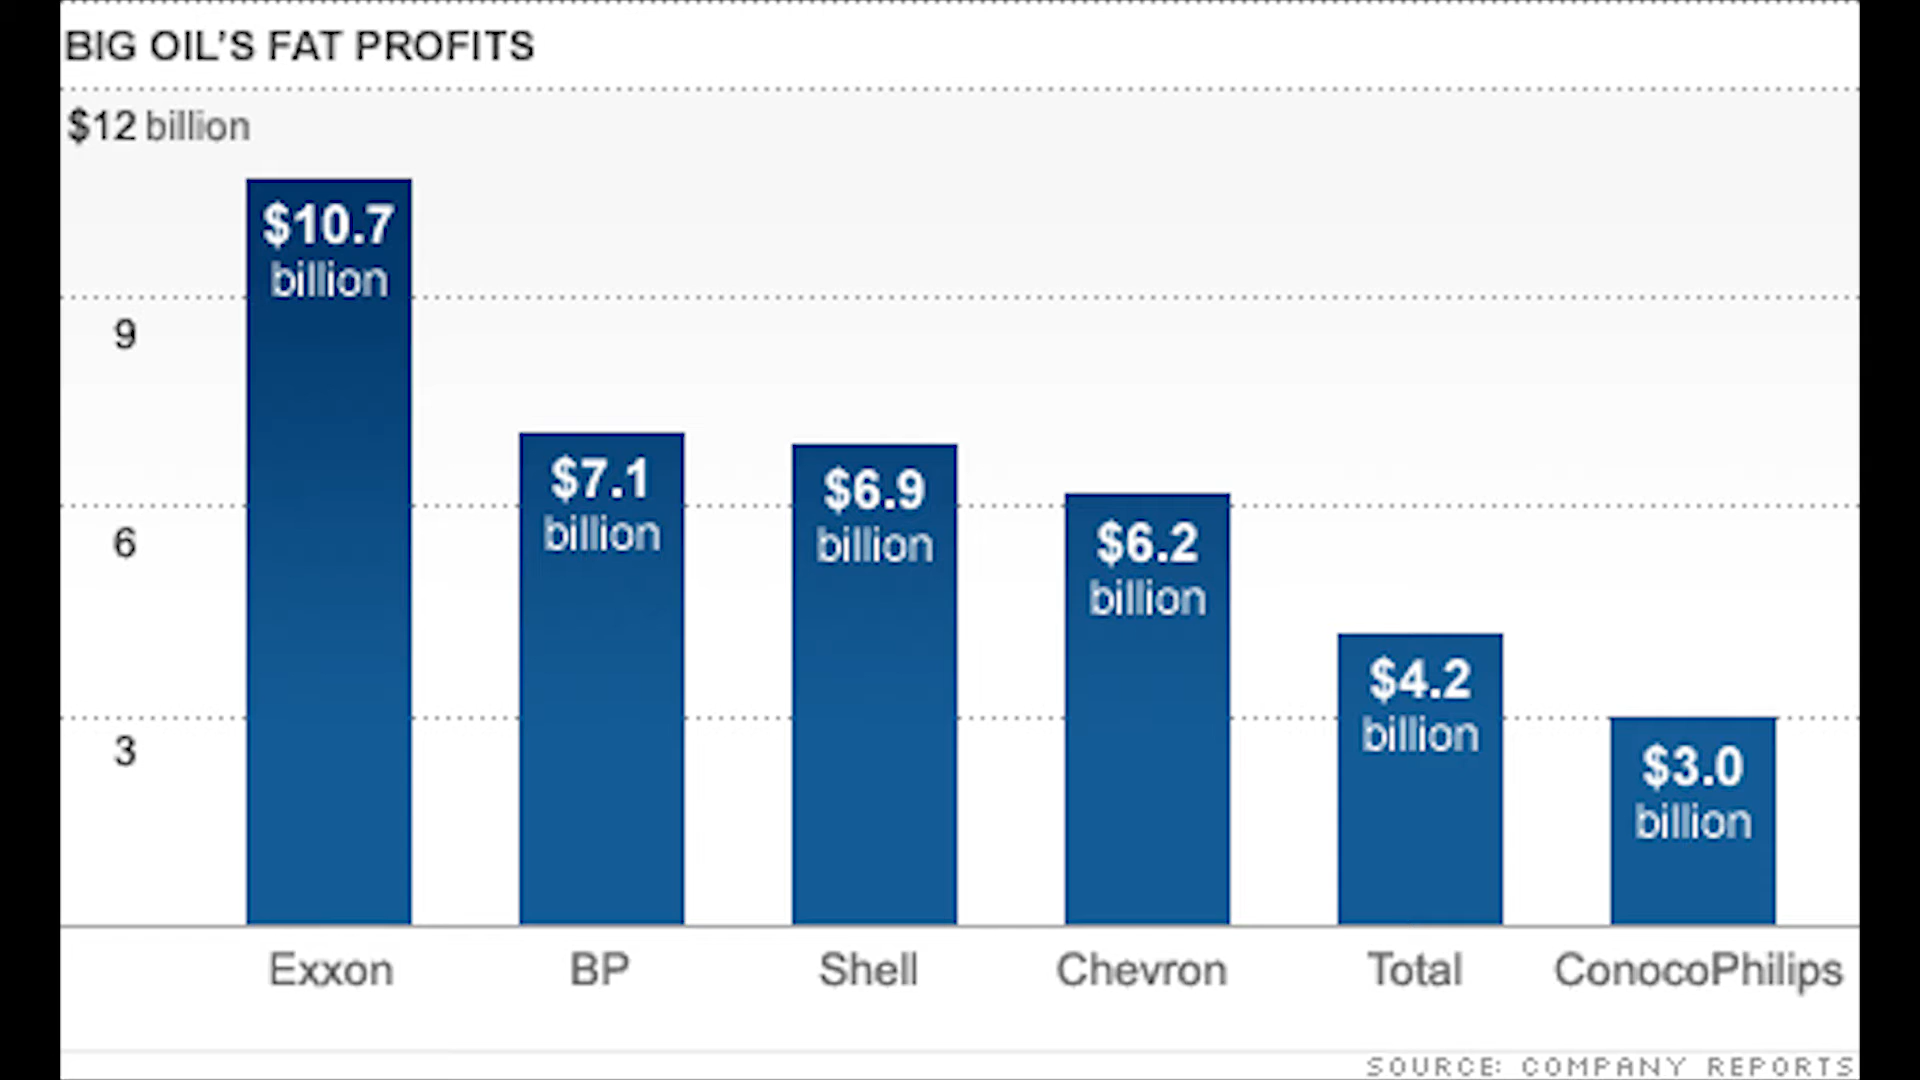 BIG OIL'S FAT PROFITS
$12 billion
9
6
3
$10.7
billion
$7.1
billion
$6.9
billion
$6.2
billion
$4.2
billion
$3.0
billion
Exxon
BP
Shell
Chevron
Total
ConocoPhilips
SOURCE: COMPANY REPORTS